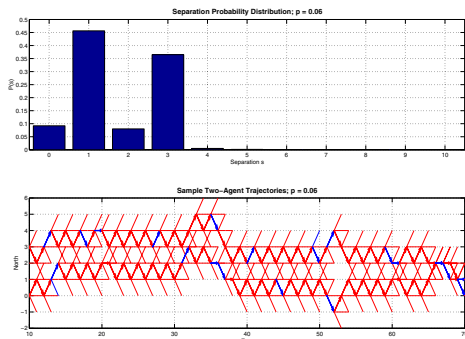 Separation Probability Distribution; p = 0.06
0.5
0.45
0.4
0.35
0.3
0.25
0.2
0.15
0.1
0.05
0
P(s)
0 1 2 3 4 5 6 7 8 9 10
Separation s
Sample Two-Agent Trajectories; p = 0.06
6
5
4
3
2
1
0
−1
−2
North
10 20 30 40 50 60 70